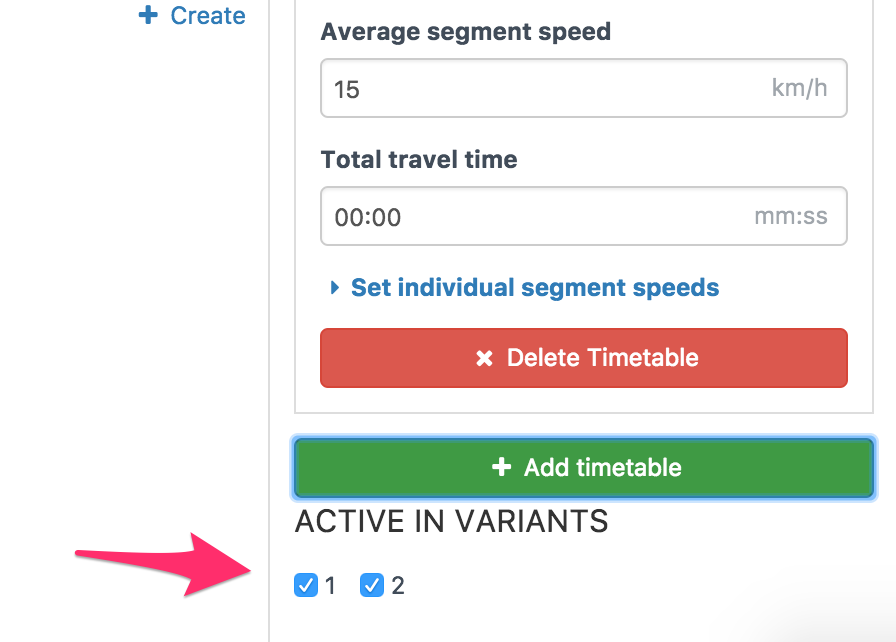 Create
Average segment speed
15 km/h
Total travel time
00:00 mm:ss
Set individual segment speeds
Delete Timetable
Add timetable
ACTIVE IN VARIANTS
1 2